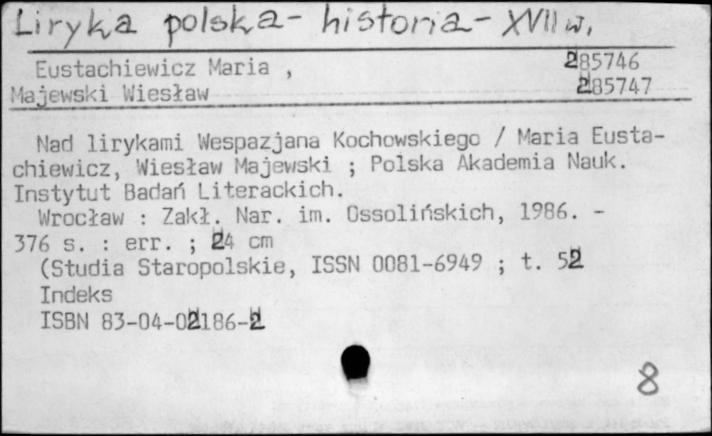 Liryka polska - historia - XVII w.
Eustachiewicz Maria , 285746
Majewski Wiesław 285747
Nad lirykami Wespazjana Kochowskiego / Maria Eusta-
chiewicz, Wiesław Majewski ; Polska Akademia Nauk.
Instytut Badań Literackich.
Wrocław : Zakł. Nar. im. Ossolińskich, 1986. -
376 s. : err. ; 24 cm
(Studia Staropolskie, ISSN 0081-6949 ; t. 52
Indeks
ISBN 83-04-02186-2
8